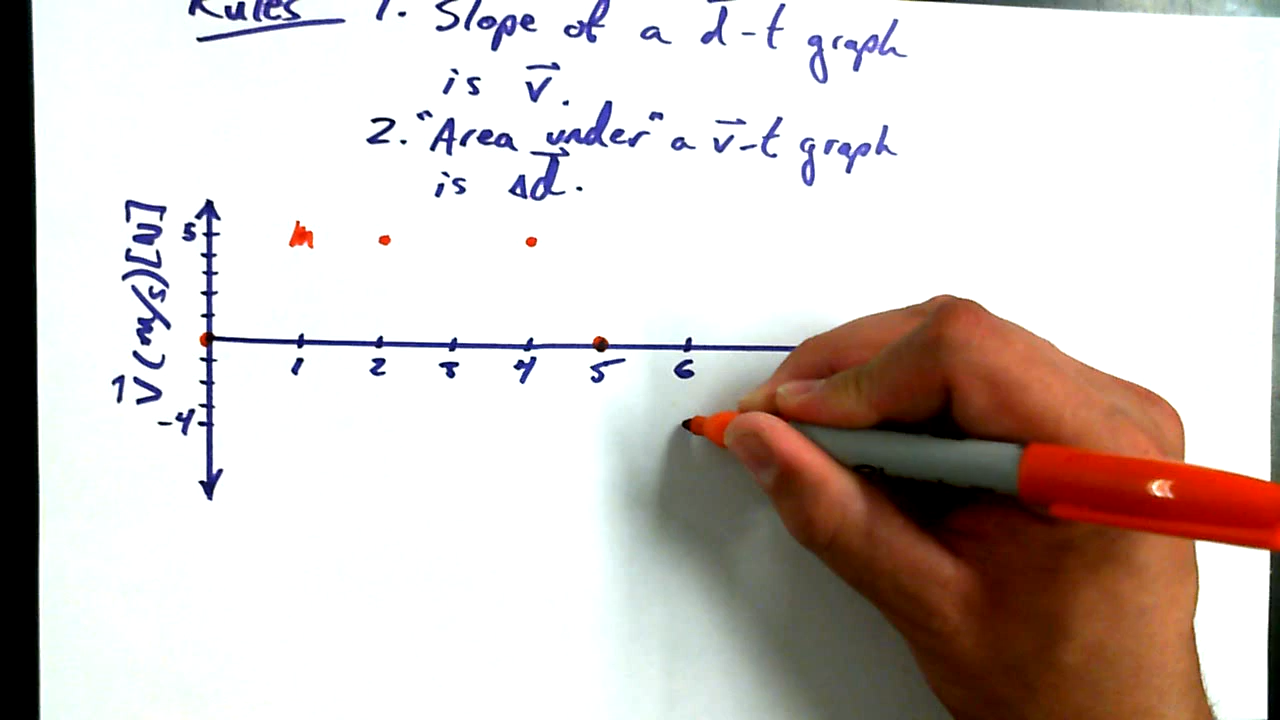 Rules 1. Slope of a d⃗-t graph
is v⃗.
2. "Area under" a v⃗-t graph
is Δd⃗.
V⃗(m/s)[N]
5
1 2 3 4 5 6
-4